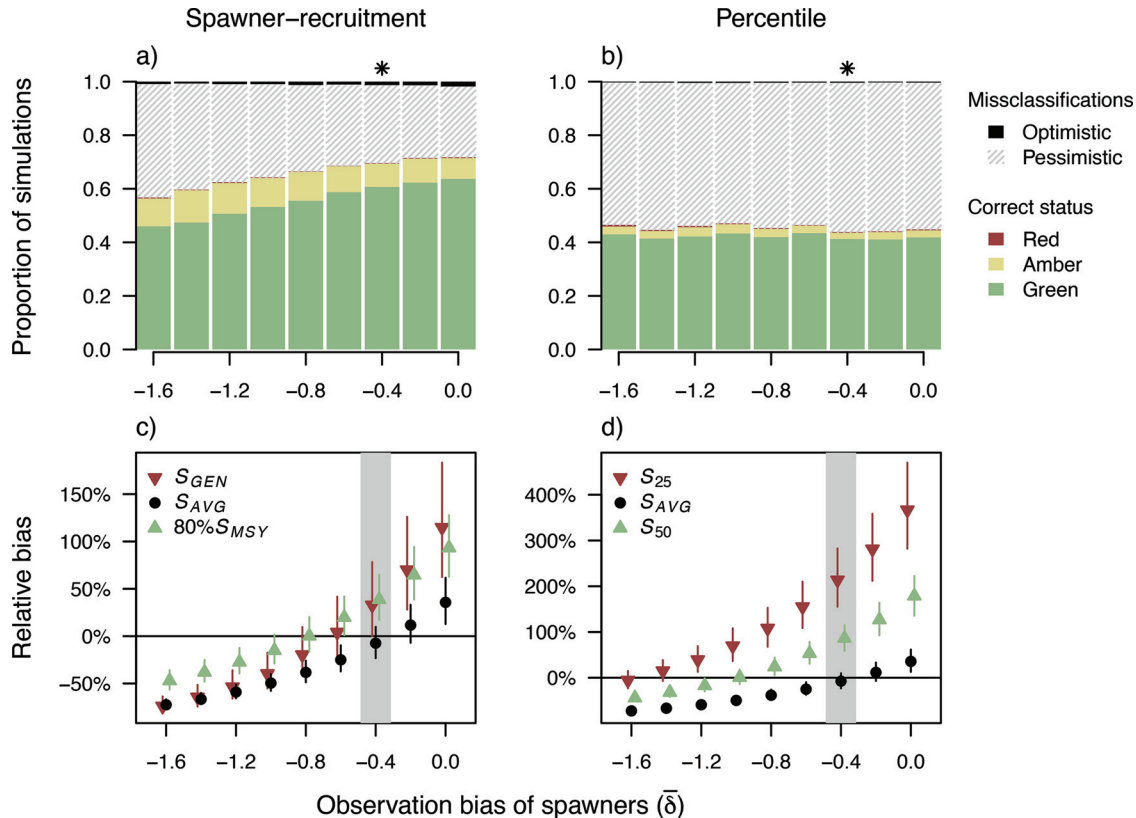 Spawner−recruitment
Percentile
a)
b)
*
*
Proportion of simulations
1.0
0.8
0.6
0.4
0.2
0.0
−1.6 −1.2 −0.8 −0.4 0.0
1.0
0.8
0.6
0.4
0.2
0.0
−1.6 −1.2 −0.8 −0.4 0.0
Missclassifications
Optimistic
Pessimistic
Correct status
Red
Amber
Green
c)
d)
Relative bias
150%
100%
50%
0%
−50%
S_GEN
S_AVG
80%S_MSY
−1.6 −1.2 −0.8 −0.4 0.0
400%
300%
200%
100%
0%
S_25
S_AVG
S_50
−1.6 −1.2 −0.8 −0.4 0.0
Observation bias of spawners (δ̅)